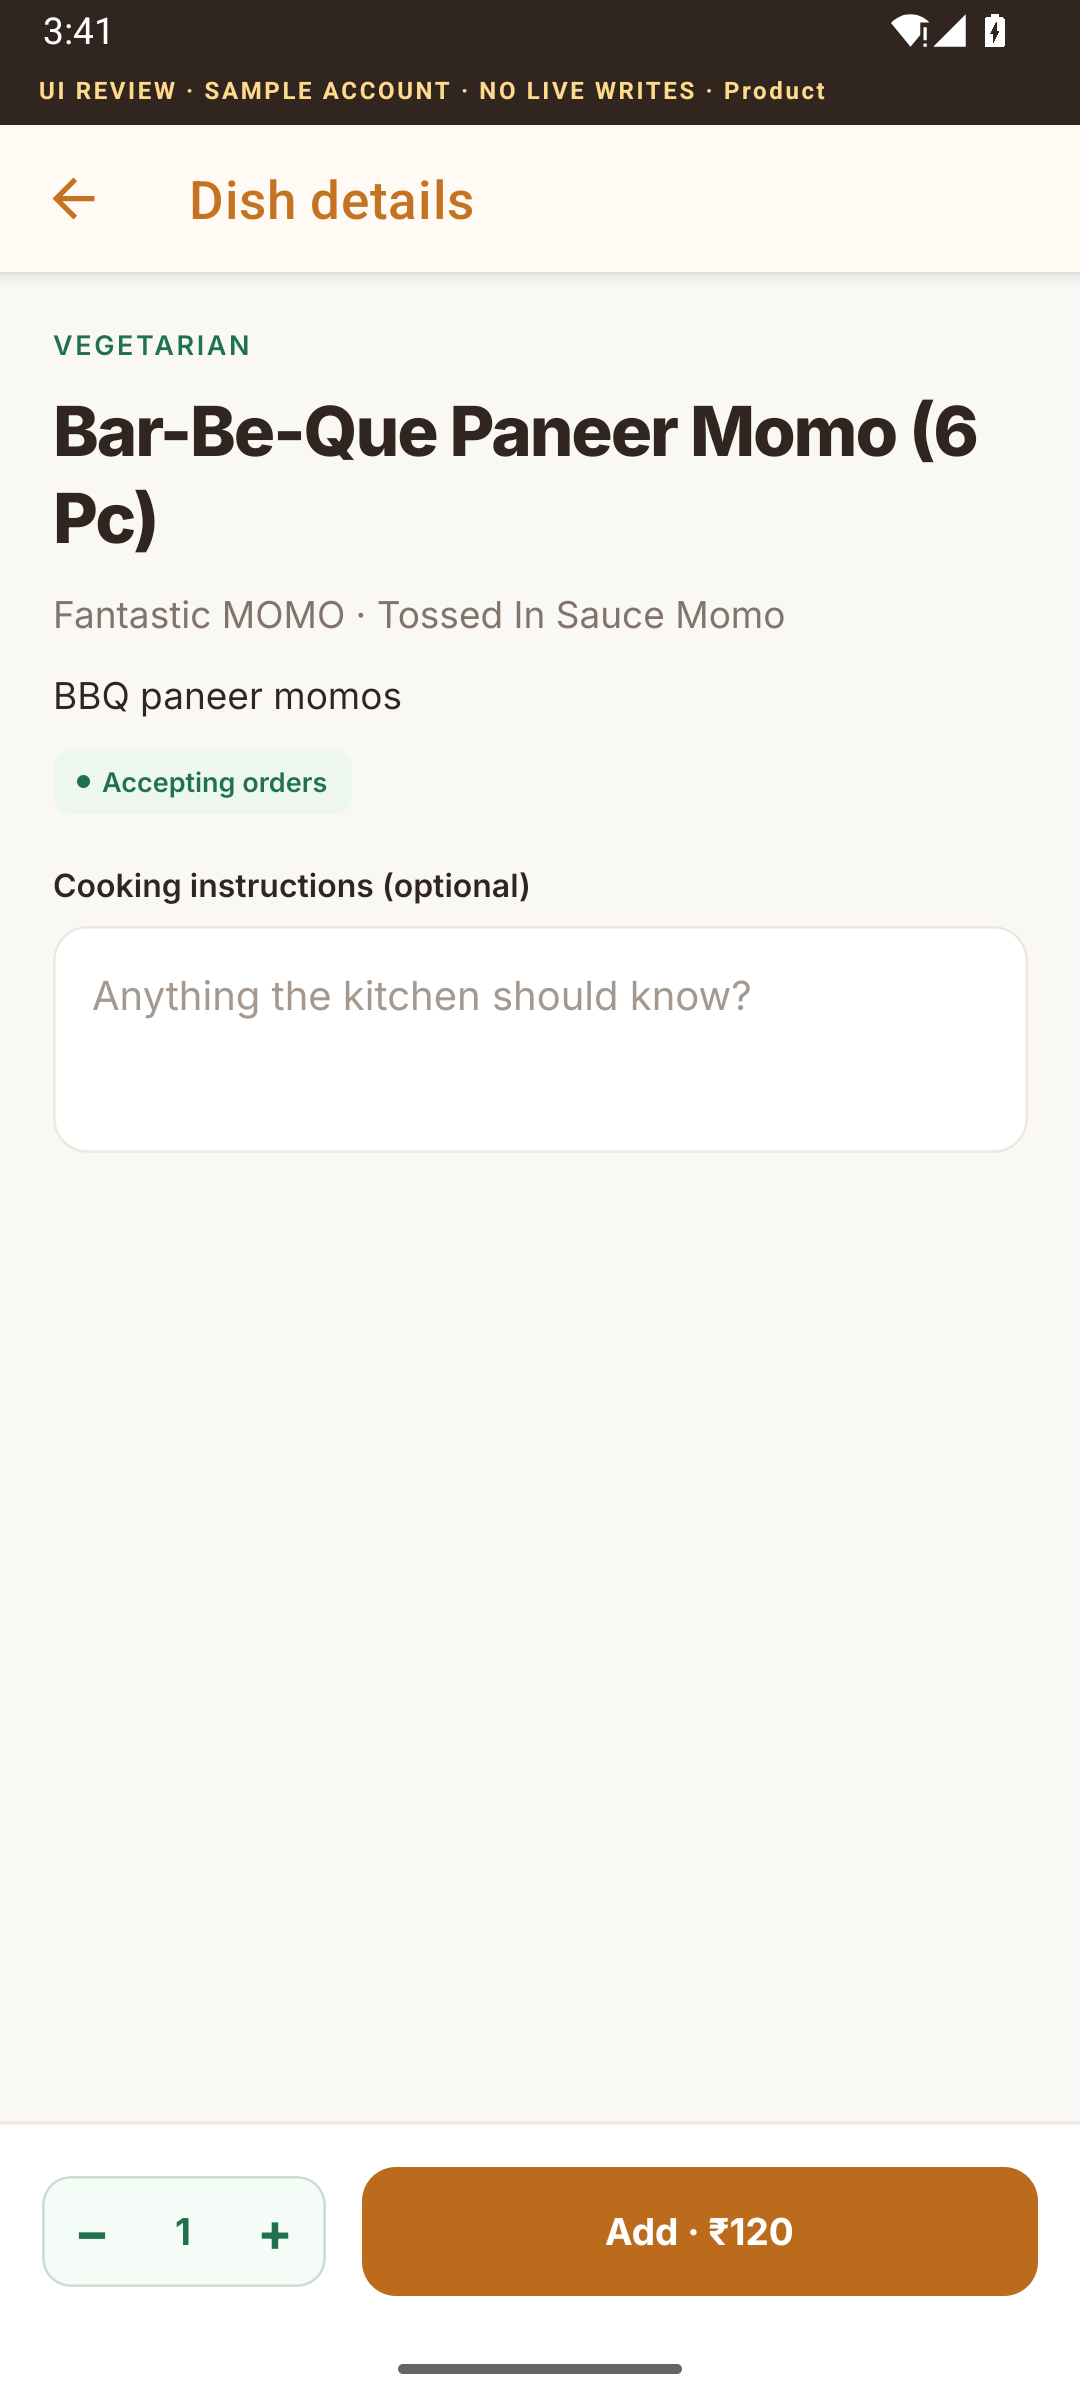 3:41
UI REVIEW · SAMPLE ACCOUNT · NO LIVE WRITES · Product
Dish details
VEGETARIAN
Bar-Be-Que Paneer Momo (6
Pc)
Fantastic MOMO · Tossed In Sauce Momo
BBQ paneer momos
Accepting orders
Cooking instructions (optional)
Anything the kitchen should know?
− 1 +
Add · ₹120